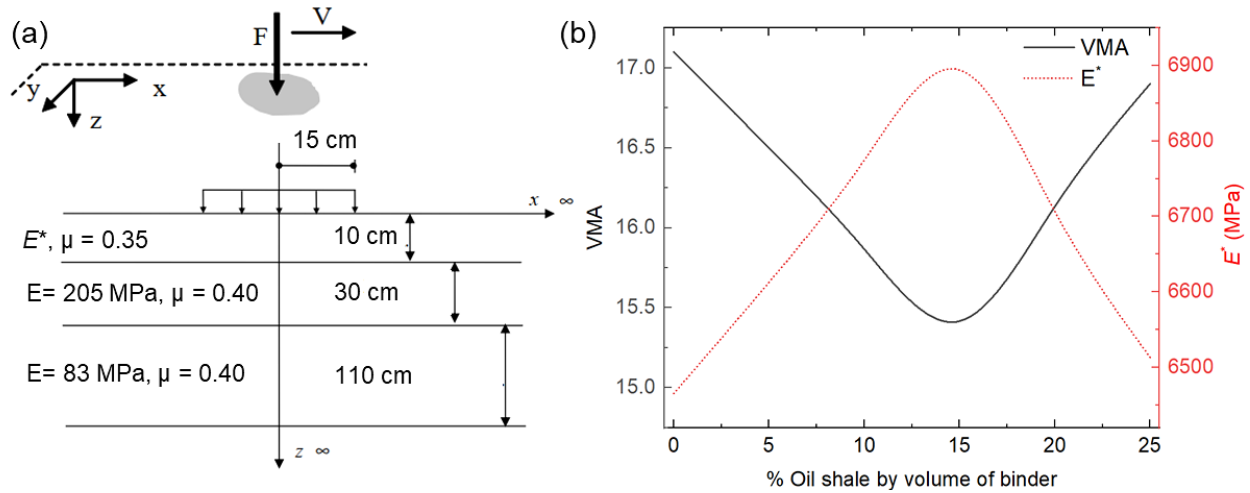 (a)
F
V
y
x
z
15 cm
x ∞
E*, μ = 0.35
10 cm
E= 205 MPa, μ = 0.40
30 cm
E= 83 MPa, μ = 0.40
110 cm
z ∞
(b)
VMA
E*
17.0
16.5
16.0
15.5
15.0
VMA
6900
6800
6700
6600
6500
E* (MPa)
0 5 10 15 20 25
% Oil shale by volume of binder